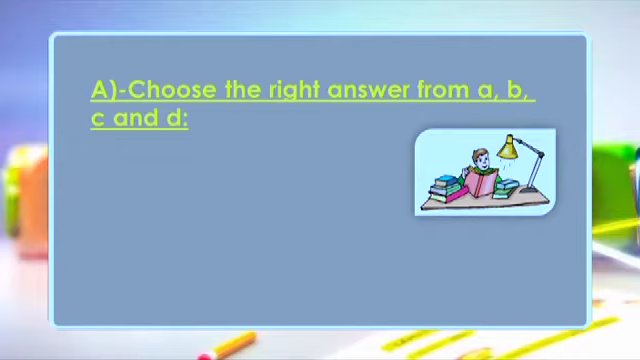 A)-Choose the right answer from a, b,
c and d: